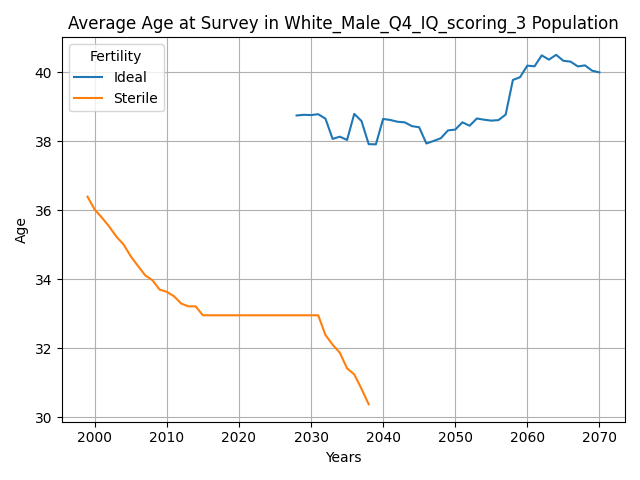 Average Age at Survey in White_Male_Q4_IQ_scoring_3 Population
Fertility
Ideal
Sterile
Age
40
38
36
34
32
30
2000 2010 2020 2030 2040 2050 2060 2070
Years